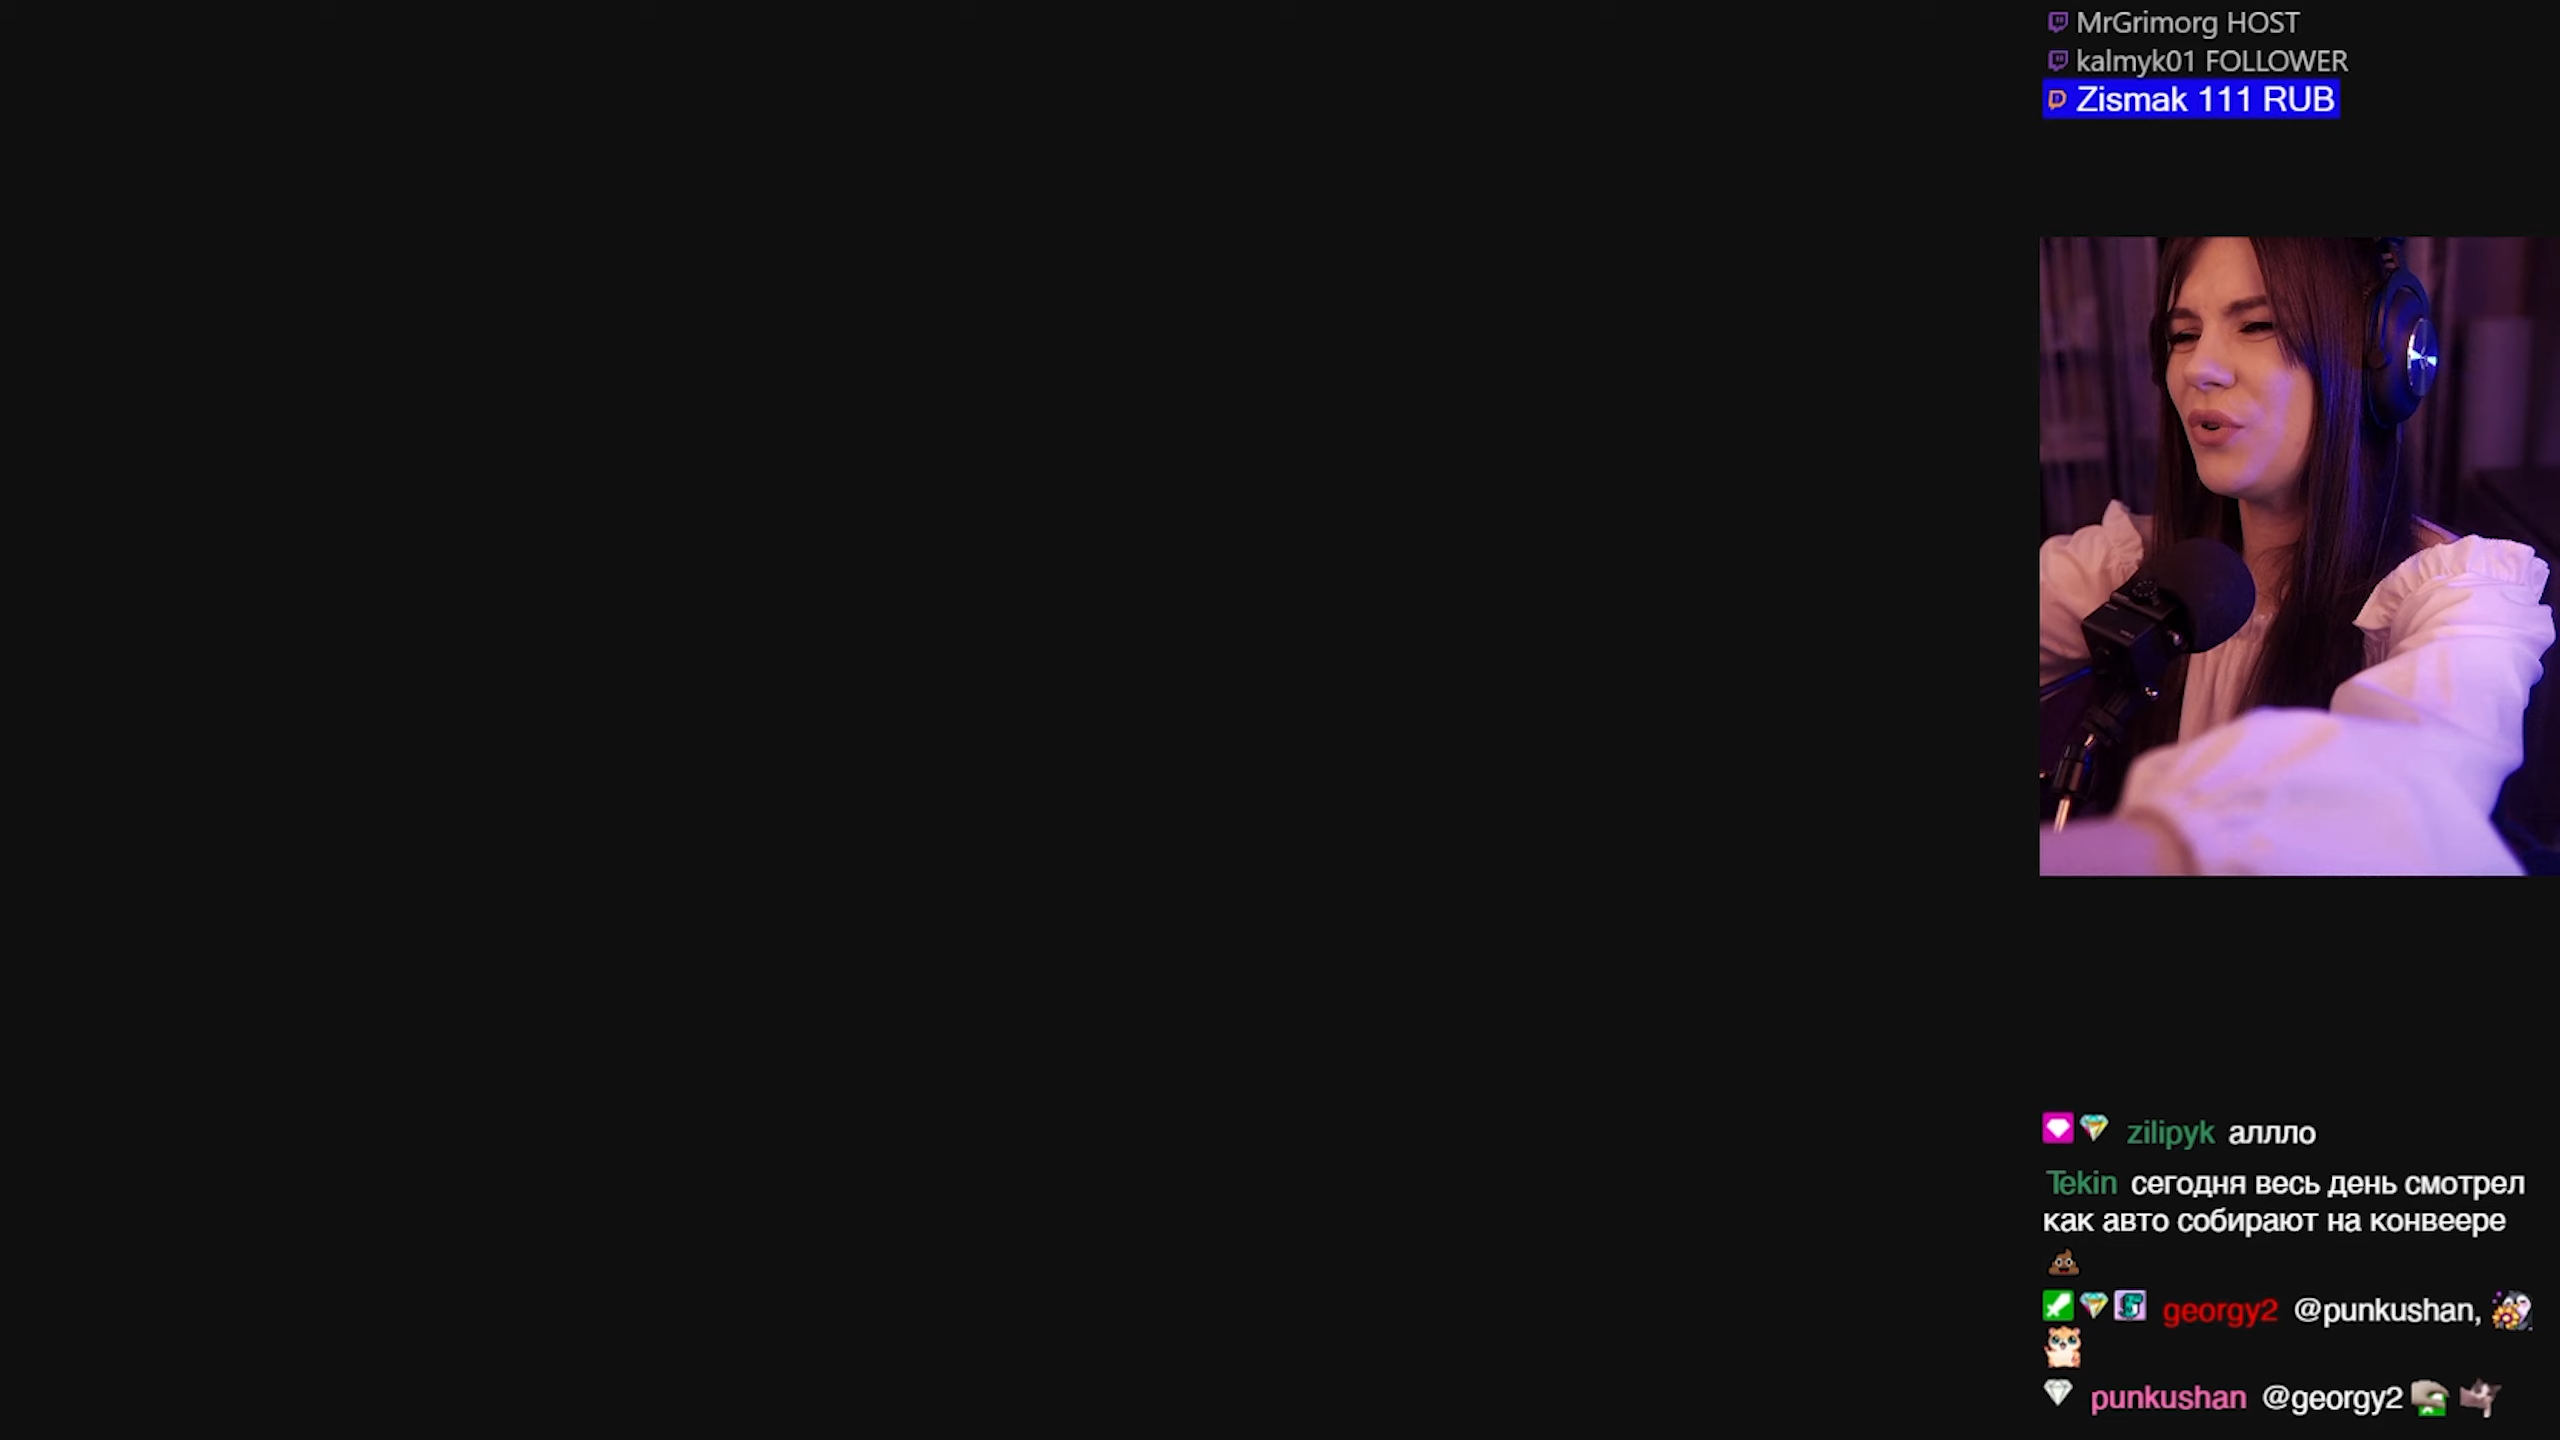 MrGrimorg HOST
kalmyk01 FOLLOWER
Zismak 111 RUB
zilipyk аллло
Tekin сегодня весь день смотрел
как авто собирают на конвеере
georgy2 @punkushan,
punkushan @georgy2